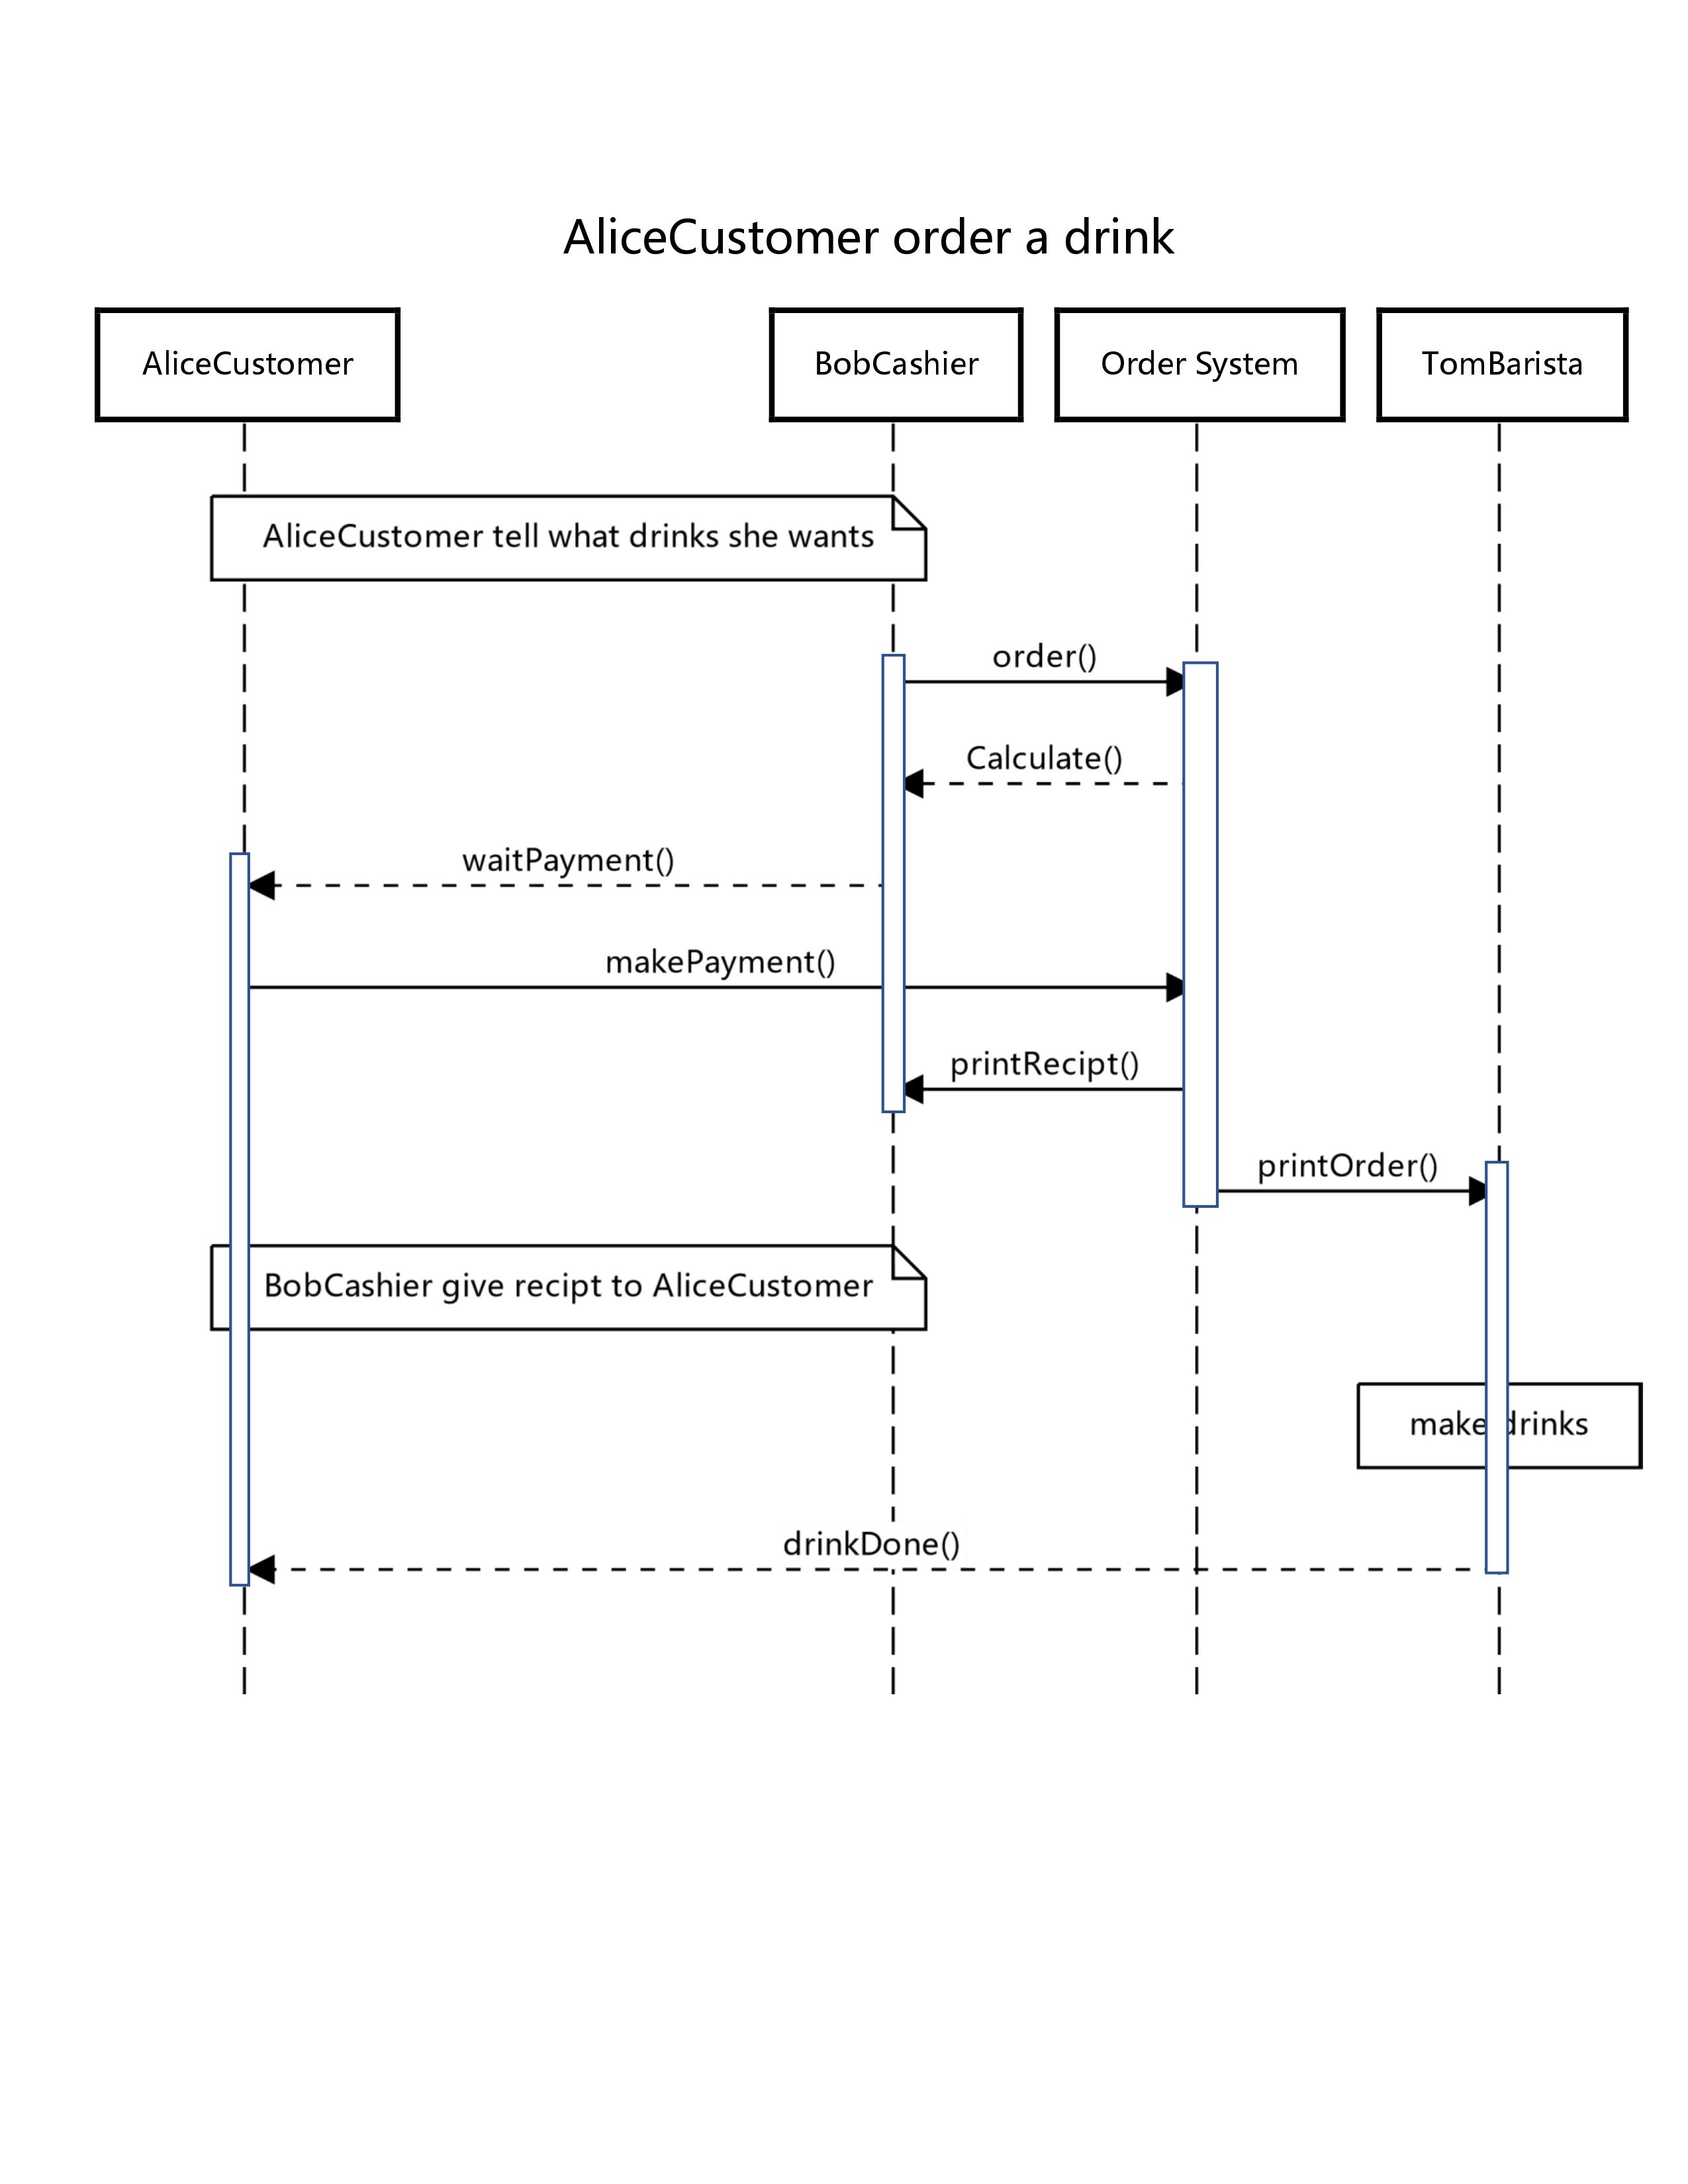 AliceCustomer order a drink
AliceCustomer
BobCashier
Order System
TomBarista
AliceCustomer tell what drinks she wants
order()
Calculate()
waitPayment()
makePayment()
printRecipt()
printOrder()
BobCashier give recipt to AliceCustomer
make drinks
drinkDone()